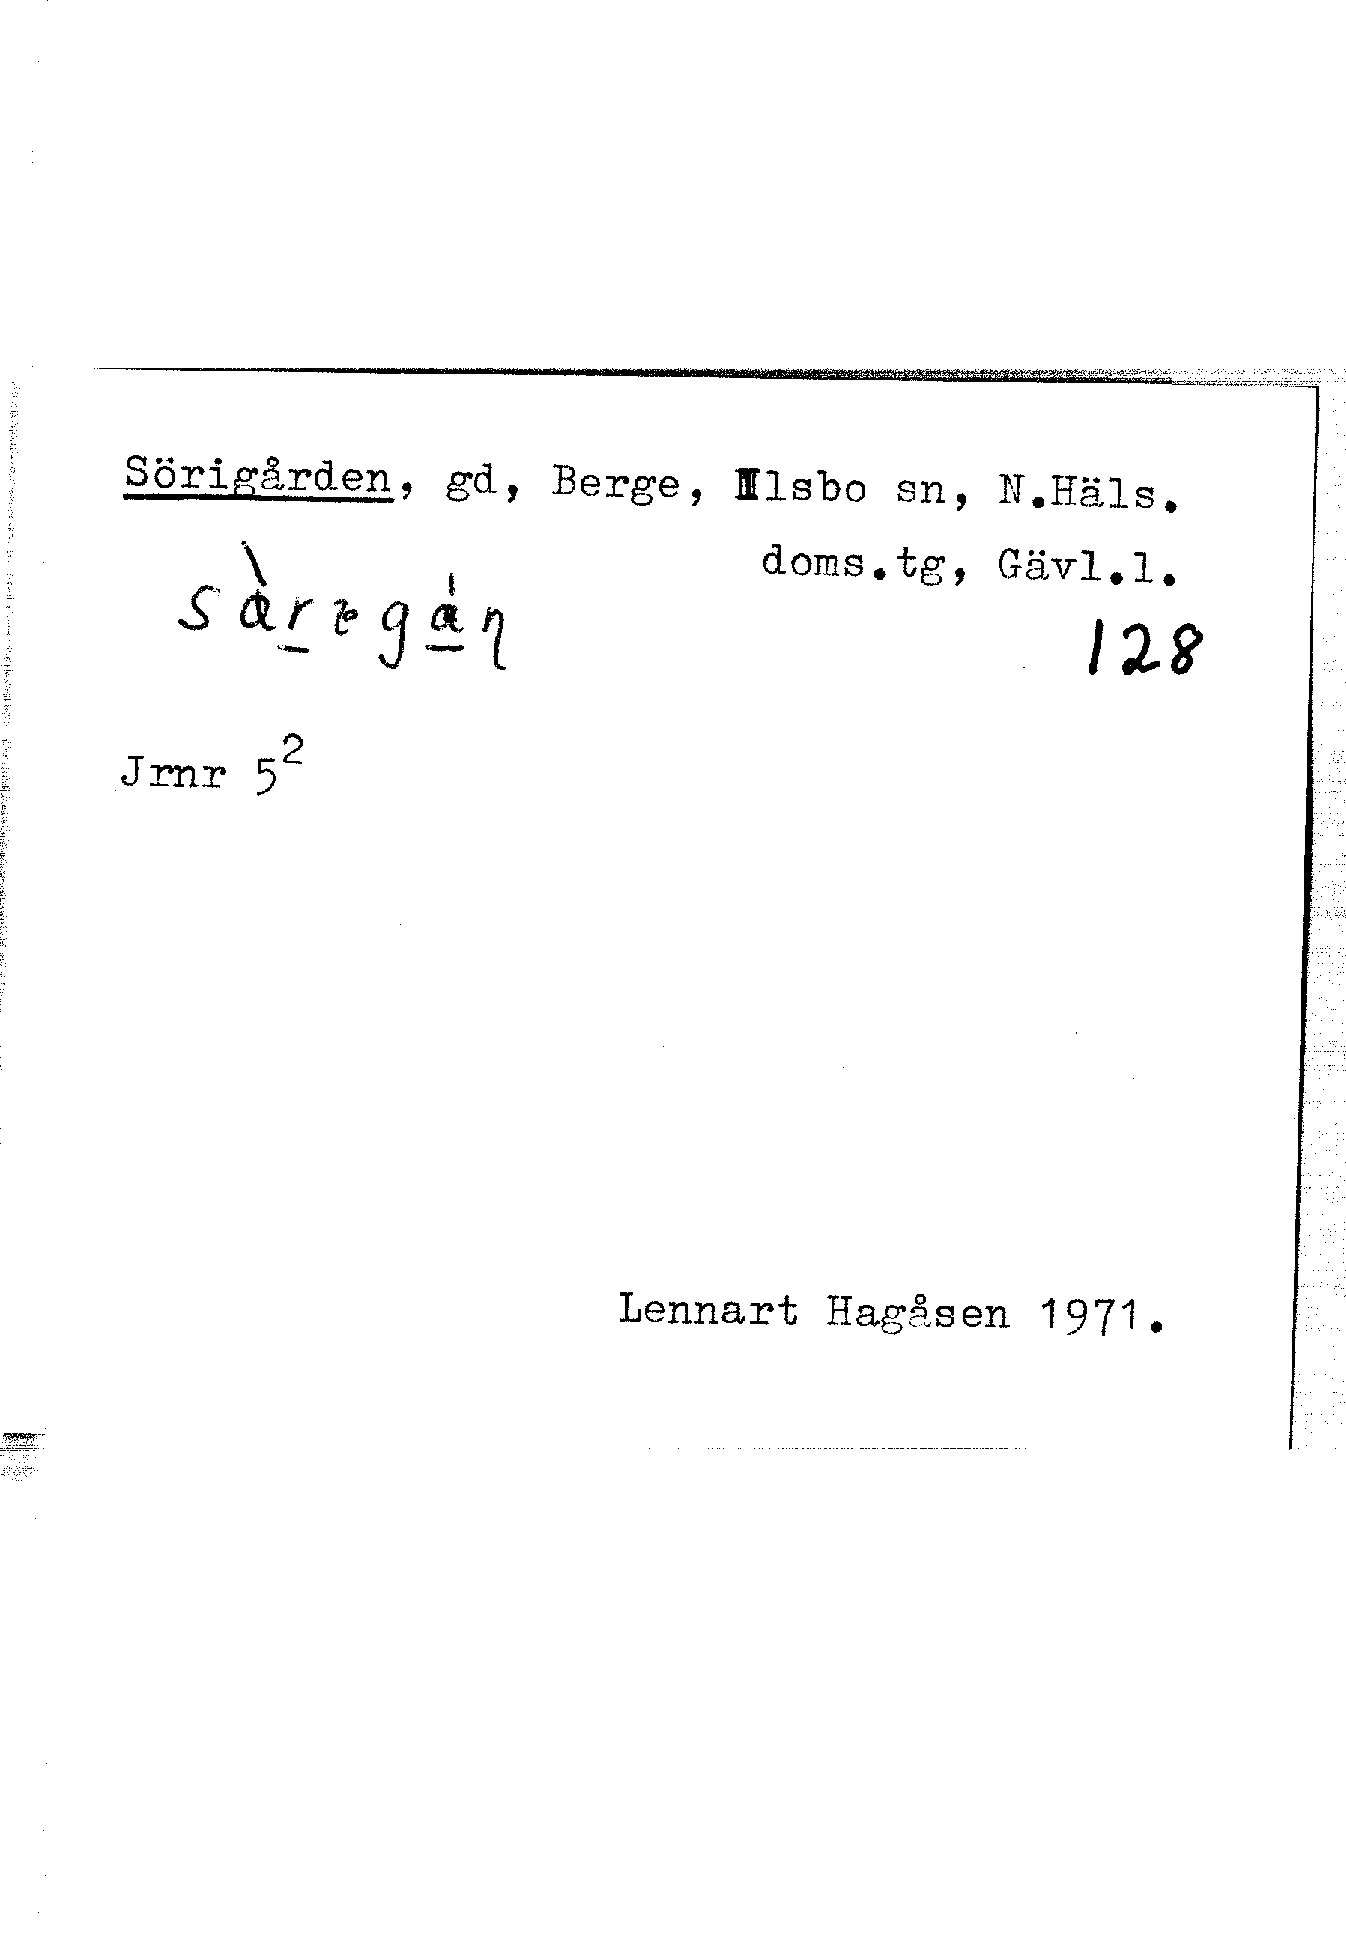 Sörigården, gd, Berge, Ilsbo sn, N.Häls.
doms.tg, Gävl.l.
128
Jrnr 5²
Lennart Hagåsen 1971.